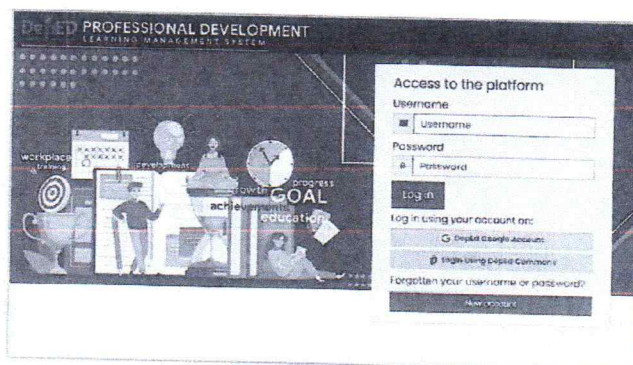 DepED PROFESSIONAL DEVELOPMENT
LEARNING MANAGEMENT SYSTEM
workplace
training
development
growth
progress
GOAL
achievements
education
Access to the platform
Username
Username
Password
Password
Log in
Log in using your account on:
DepEd Google Account
Login Using DepEd Commons
Forgotten your username or password?
New account